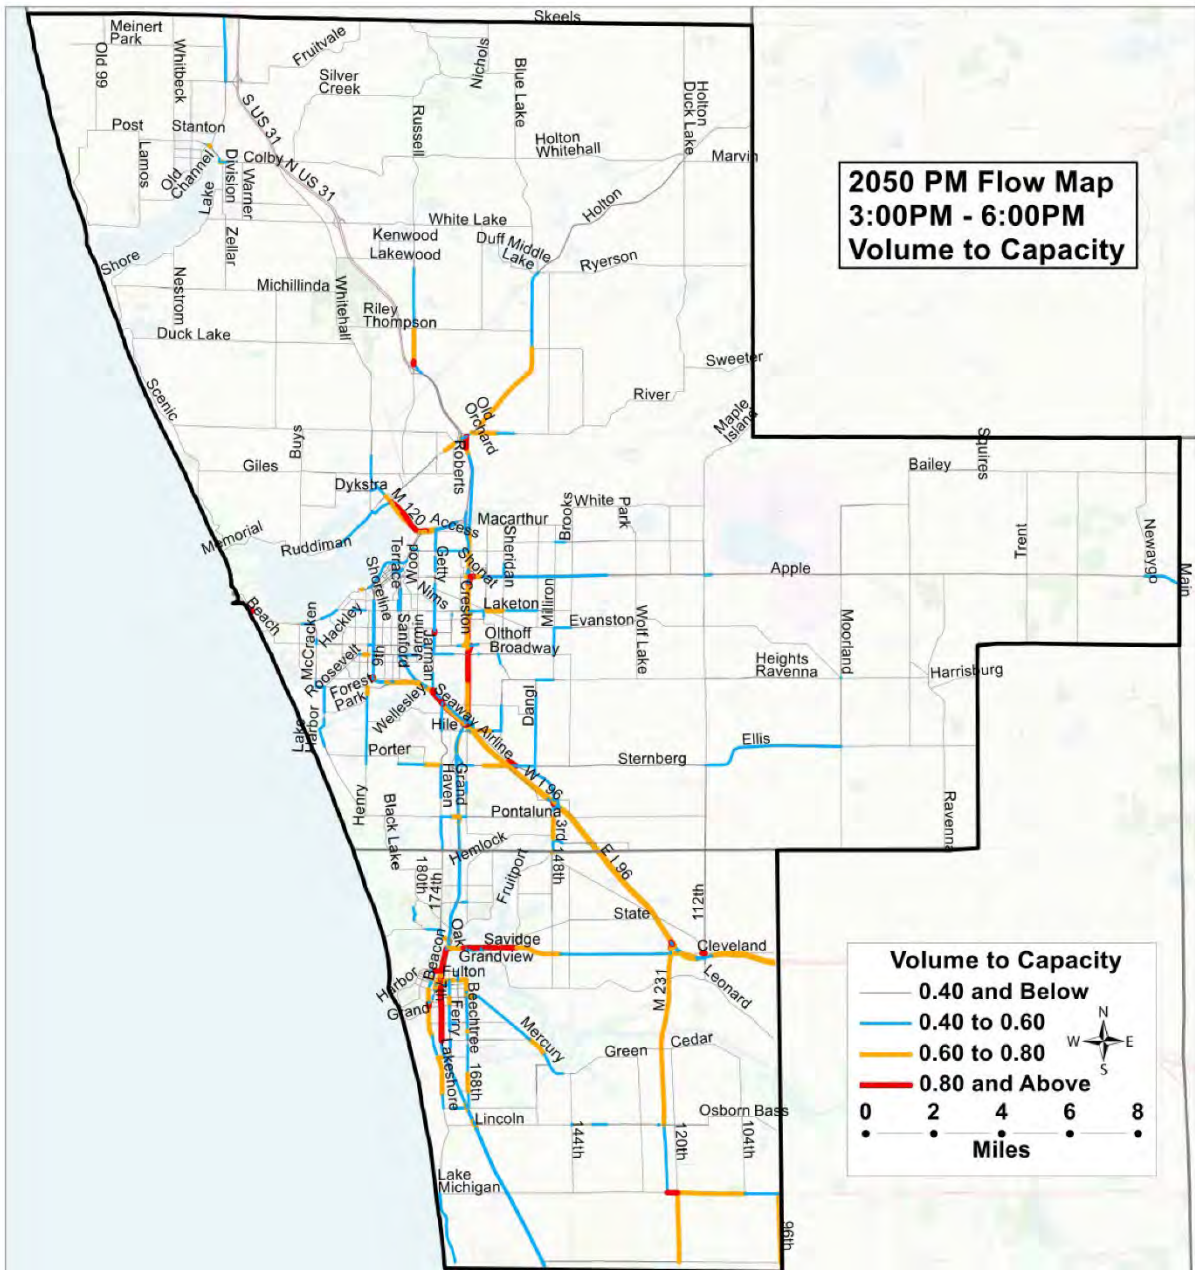 Skeels
Meinert
Park
Old 99
Whitbeck
Fruitvale
Silver
Creek
Nichols
Blue Lake
Holton
Duck Lake
S US 31
Russell
Post
Stanton
Lamos
Old
Channel
Lake
Division
Colby
N US 31
Warner
Holton
Whitehall
Marvin
White Lake
Kenwood
Lakewood
Duff Middle
Lake
Holton
Ryerson
Zellar
Shore
Nestrom
Michillinda
Whitehall
Riley
Thompson
Duck Lake
Sweeter
River
Maple
Island
Scenic
Old
Orchard
Roberts
Buys
Giles
Dykstra
M 120
Access
Macarthur
Brooks
White
Park
Bailey
Squires
Trent
Newaygo
Main
Memorial
Ruddiman
Terrace
Wood
Getty
Shonat
Sheridan
Apple
Shoreline
Nims
Creston
Laketon
Milliron
Evanston
Beach
McCracken
Hackley
Sanford
Jarman
Jarman
Olthoff
Broadway
Wolf Lake
Moorland
Heights
Ravenna
Harrisburg
Roosevelt
9th
Forest
Park
Wellesley
Seaway
Airline
Hile
Dangl
Lake
Harbor
Porter
Grand
Haven
Sternberg
Ellis
W I 96
Henry
Black Lake
Pontaluna
3rd
148th
Ravenna
Hemlock
E I 96
180th
174th
Fruitport
112th
State
Oak
Savidge
Grandview
Cleveland
Beacon
Harbor
Fulton
7th
Grand
Ferry
Beechtree
M 231
Leonard
Mercury
Green
Cedar
Lakeshore
168th
Lincoln
Osborn Bass
144th
120th
104th
Lake
Michigan
96th
2050 PM Flow Map
3:00PM - 6:00PM
Volume to Capacity
Volume to Capacity
0.40 and Below
0.40 to 0.60
0.60 to 0.80
0.80 and Above
N
W
E
S
0 2 4 6 8
Miles